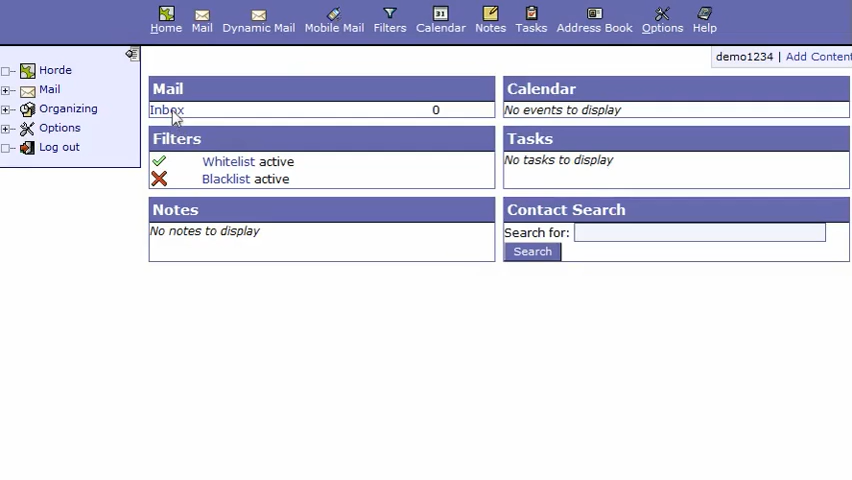 Home Mail Dynamic Mail Mobile Mail Filters Calendar Notes Tasks Address Book Options Help
demo1234 | Add Content
Horde
Mail
Organizing
Options
Log out
Mail
Inbox 0
Filters
Whitelist active
Blacklist active
Notes
No notes to display
Calendar
No events to display
Tasks
No tasks to display
Contact Search
Search for:
Search